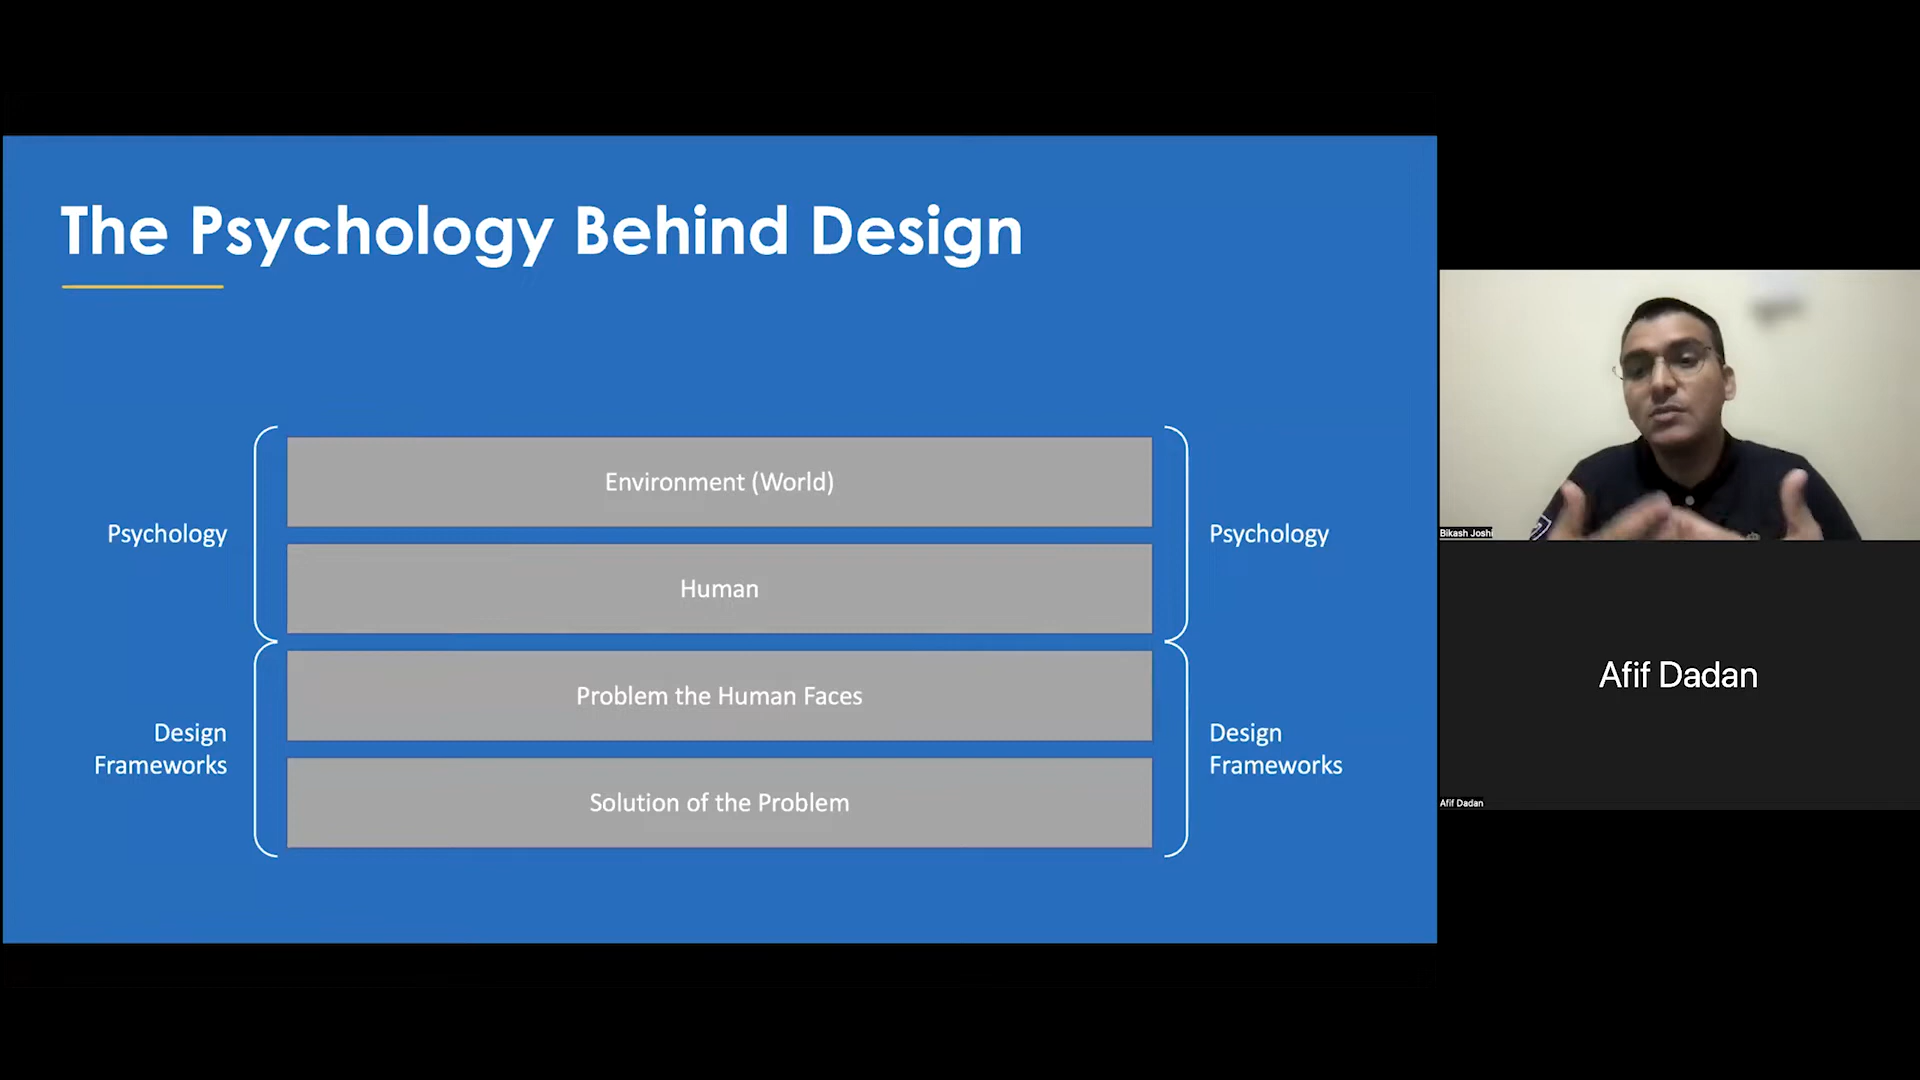 The Psychology Behind Design
Environment (World)
Psychology
Psychology
Human
Problem the Human Faces
Design
Frameworks
Design
Frameworks
Solution of the Problem
Bikash Joshi
Afif Dadan
Afif Dadan